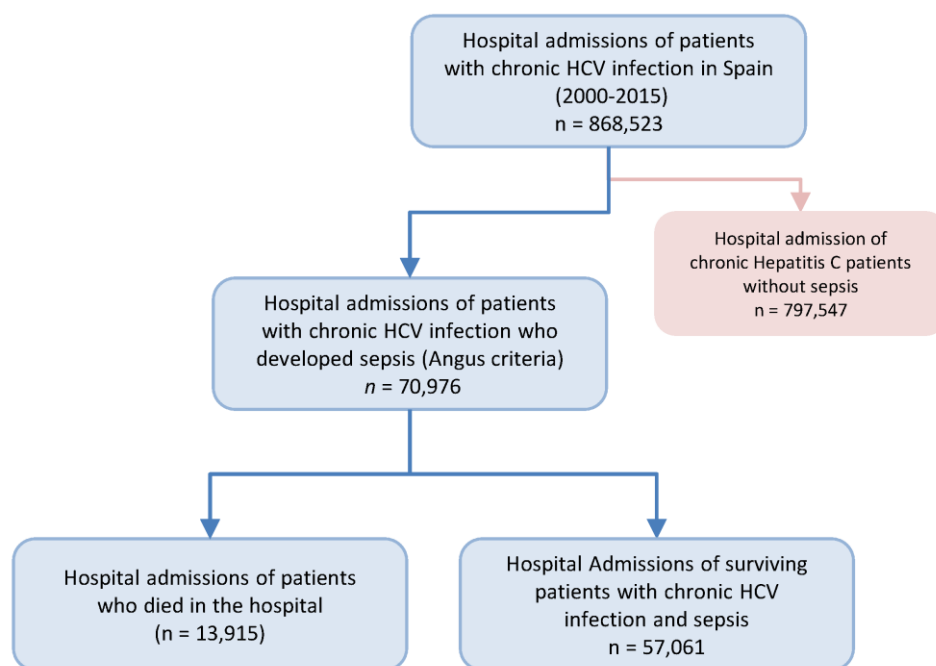 Hospital admissions of patients
with chronic HCV infection in Spain
(2000-2015)
n = 868,523
Hospital admission of
chronic Hepatitis C patients
without sepsis
n = 797,547
Hospital admissions of patients
with chronic HCV infection who
developed sepsis (Angus criteria)
n = 70,976
Hospital admissions of patients
who died in the hospital
(n = 13,915)
Hospital Admissions of surviving
patients with chronic HCV
infection and sepsis
n = 57,061